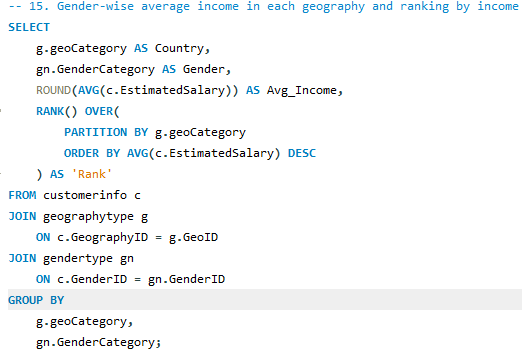 -- 15. Gender-wise average income in each geography and ranking by income
SELECT
g.geoCategory AS Country,
gn.GenderCategory AS Gender,
ROUND(AVG(c.EstimatedSalary)) AS Avg_Income,
RANK() OVER(
PARTITION BY g.geoCategory
ORDER BY AVG(c.EstimatedSalary) DESC
) AS 'Rank'
FROM customerinfo c
JOIN geographytype g
ON c.GeographyID = g.GeoID
JOIN gendertype gn
ON c.GenderID = gn.GenderID
GROUP BY
g.geoCategory,
gn.GenderCategory;